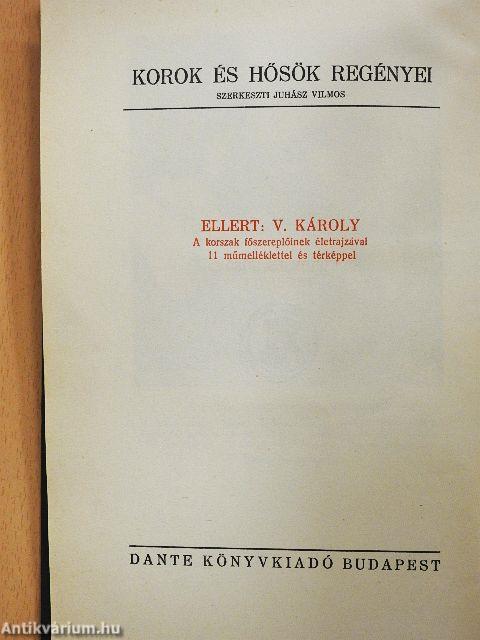 KOROK ÉS HŐSÖK REGÉNYEI
SZERKESZTI JUHÁSZ VILMOS
ELLERT: V. KÁROLY
A korszak főszereplőinek életrajzával
11 műmelléklettel és térképpel
DANTE KÖNYVKIADÓ BUDAPEST
Antikvárium.hu